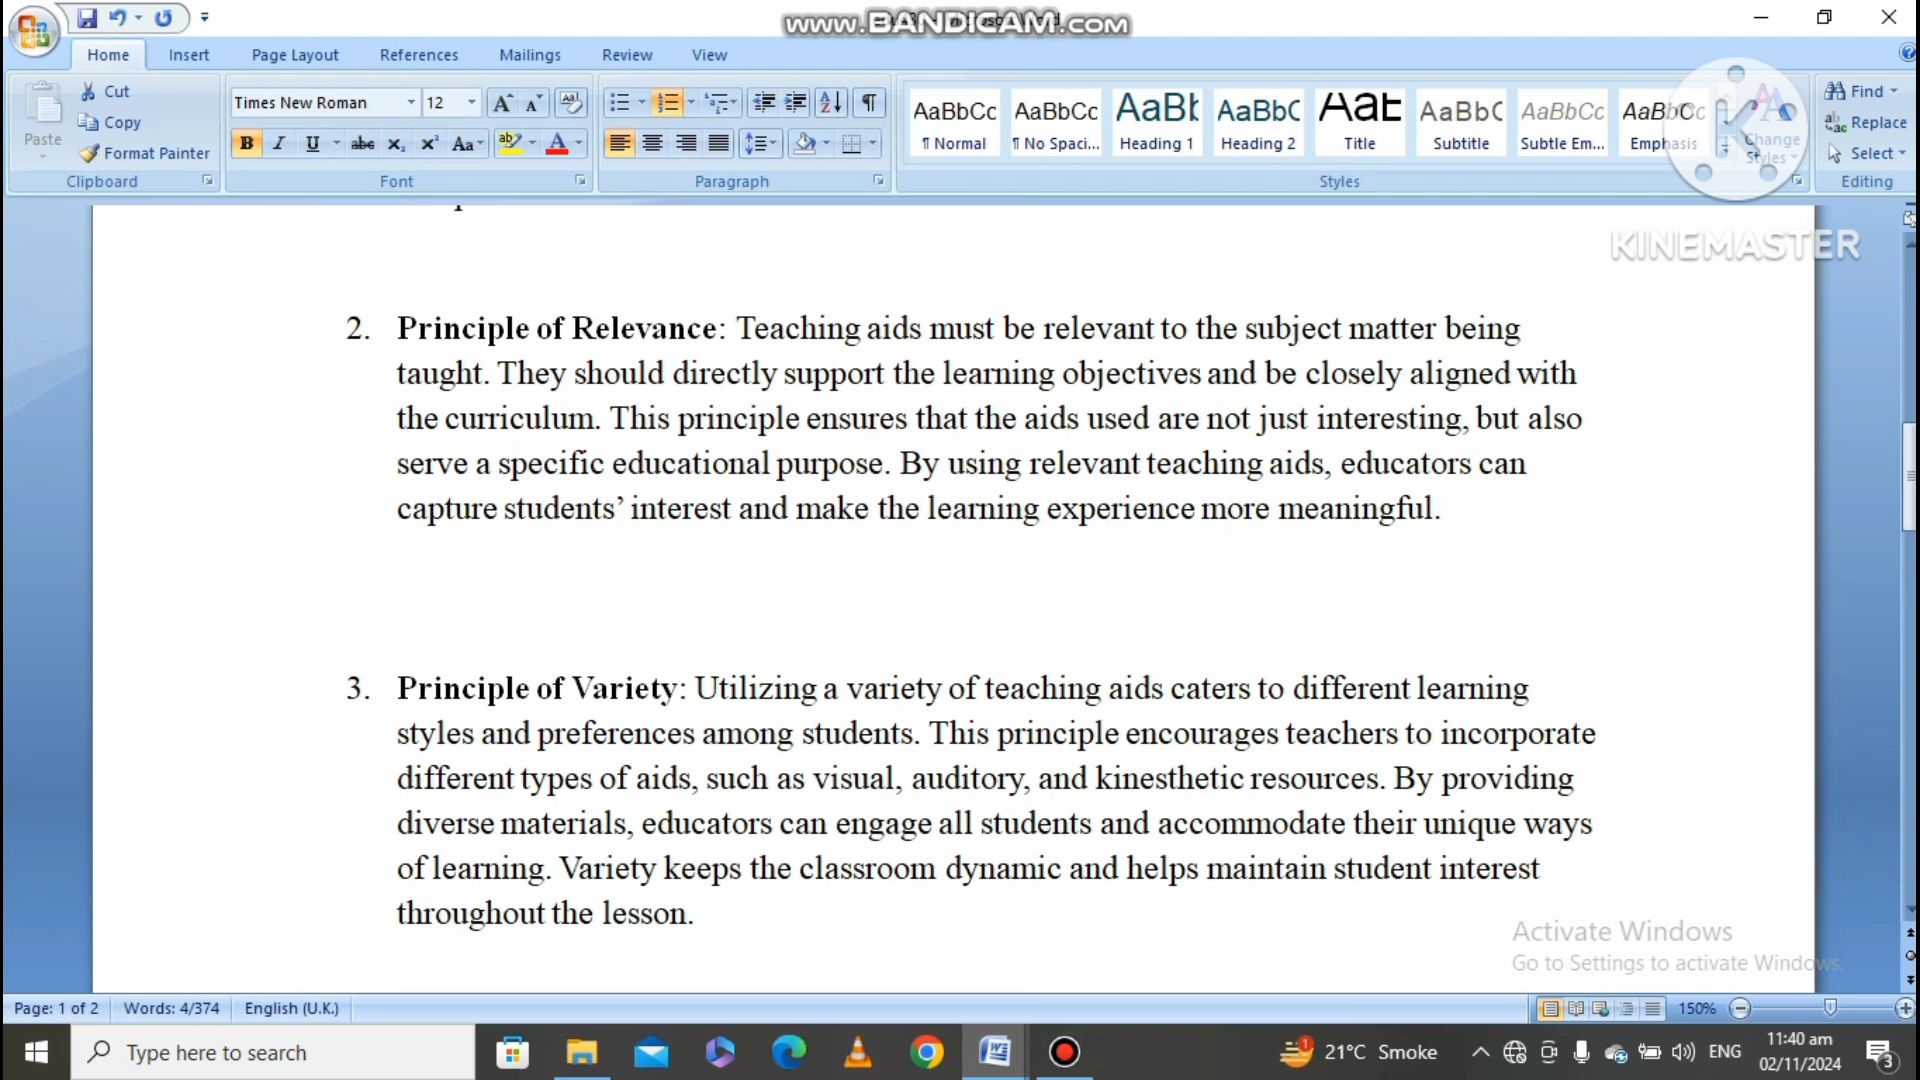 www.BANDICAM.com
Home Insert Page Layout References Mailings Review View
Paste
Cut
Copy
Format Painter
Clipboard
Times New Roman 12
Font
Paragraph
AaBbCc AaBbCc AaBb AaBbC AaB AaBbC AaBbCc AaBbCc
¶ Normal ¶ No Spaci... Heading 1 Heading 2 Title Subtitle Subtle Em... Emphasis
Change Styles
Styles
Find
Replace
Select
Editing
KINEMASTER
2. Principle of Relevance: Teaching aids must be relevant to the subject matter being
taught. They should directly support the learning objectives and be closely aligned with
the curriculum. This principle ensures that the aids used are not just interesting, but also
serve a specific educational purpose. By using relevant teaching aids, educators can
capture students’ interest and make the learning experience more meaningful.
3. Principle of Variety: Utilizing a variety of teaching aids caters to different learning
styles and preferences among students. This principle encourages teachers to incorporate
different types of aids, such as visual, auditory, and kinesthetic resources. By providing
diverse materials, educators can engage all students and accommodate their unique ways
of learning. Variety keeps the classroom dynamic and helps maintain student interest
throughout the lesson.
Activate Windows
Go to Settings to activate Windows.
Page: 1 of 2 Words: 4/374 English (U.K.) 150%
Type here to search
21°C Smoke
ENG
11:40 am
02/11/2024
3